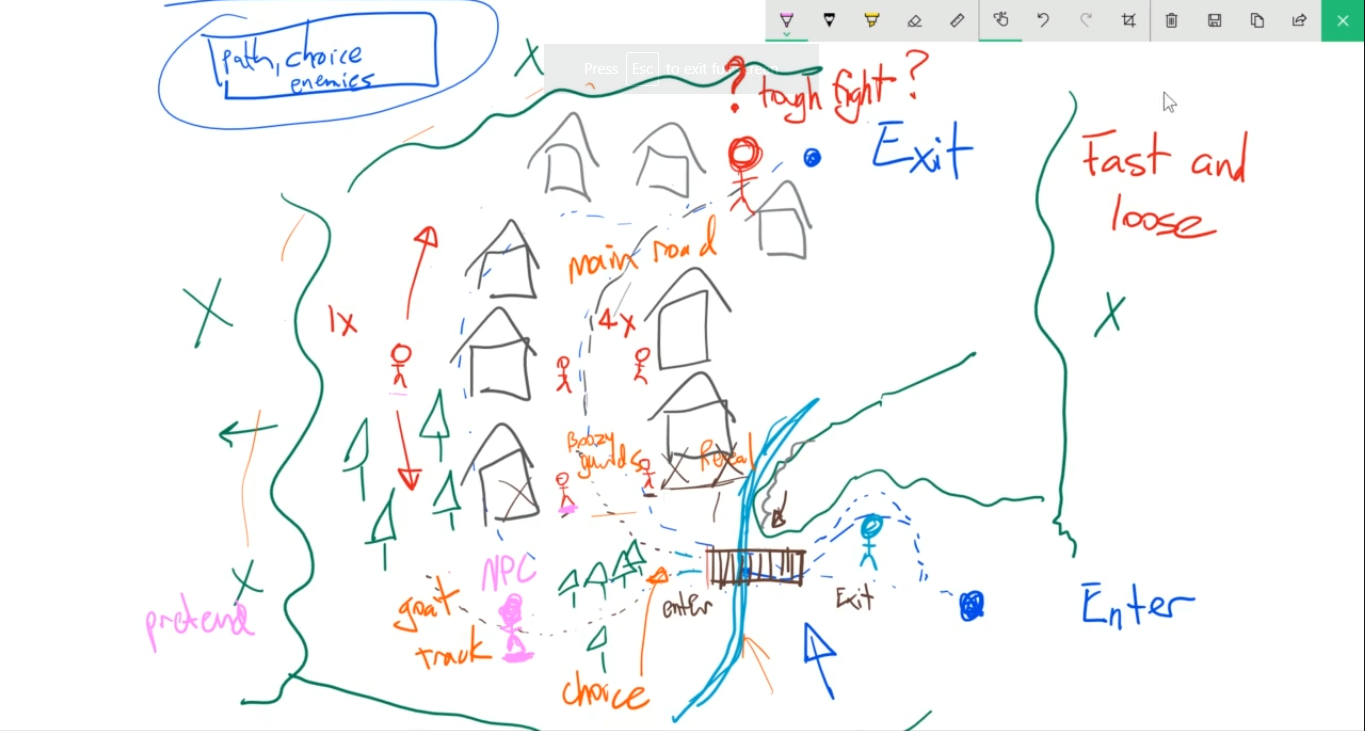 path, choice
enemies
Press Esc to exit full screen
? tough fight ?
Exit
Fast and
loose
main road
1x
4x
Boozy
guards
Reveal
NPC
goat
track
pretend
enter
Exit
Enter
choice